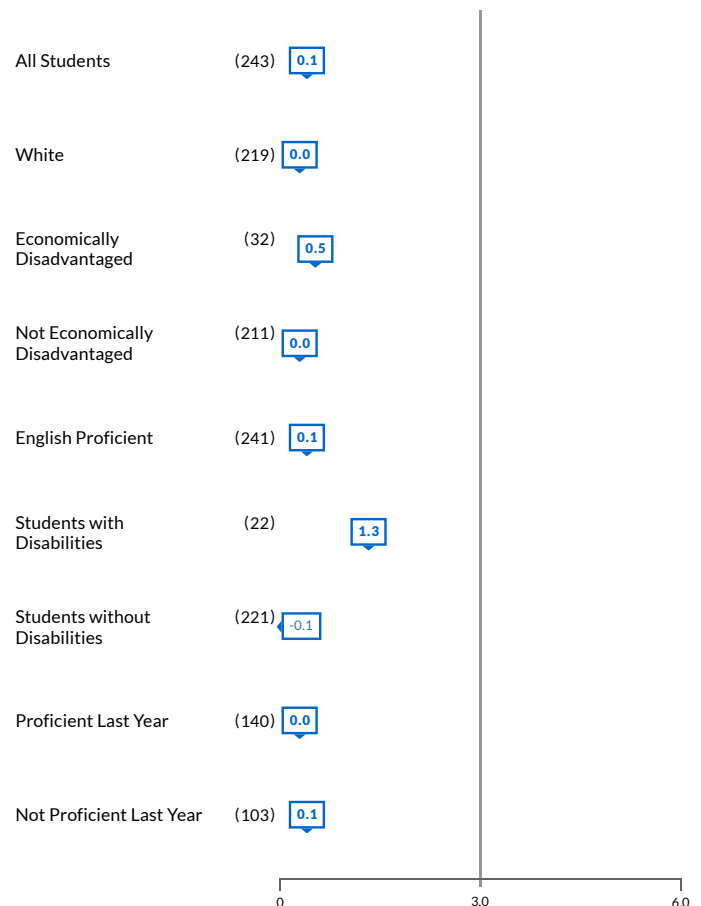 All Students (243) 0.1
White (219) 0.0
Economically (32)
Disadvantaged 0.5
Not Economically (211)
Disadvantaged 0.0
English Proficient (241) 0.1
Students with (22)
Disabilities 1.3
Students without (221)
Disabilities -0.1
Proficient Last Year (140) 0.0
Not Proficient Last Year (103) 0.1
0 3.0 6.0